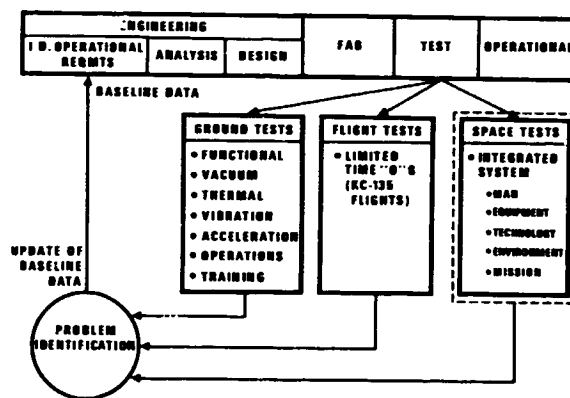 ENGINEERING
I D. OPERATIONAL
REQMTS
ANALYSIS
DESIGN
FAB
TEST
OPERATIONAL
BASELINE DATA
GROUND TESTS
• FUNCTIONAL
• VACUUM
• THERMAL
• VIBRATION
• ACCELERATION
• OPERATIONS
• TRAINING
FLIGHT TESTS
• LIMITED
TIME "0"S
(KC-135
FLIGHTS)
SPACE TESTS
• INTEGRATED
SYSTEM
• MAN
• EQUIPMENT
• TECHNOLOGY
• ENVIRONMENT
• MISSION
UPDATE OF
BASELINE
DATA
PROBLEM
IDENTIFICATION